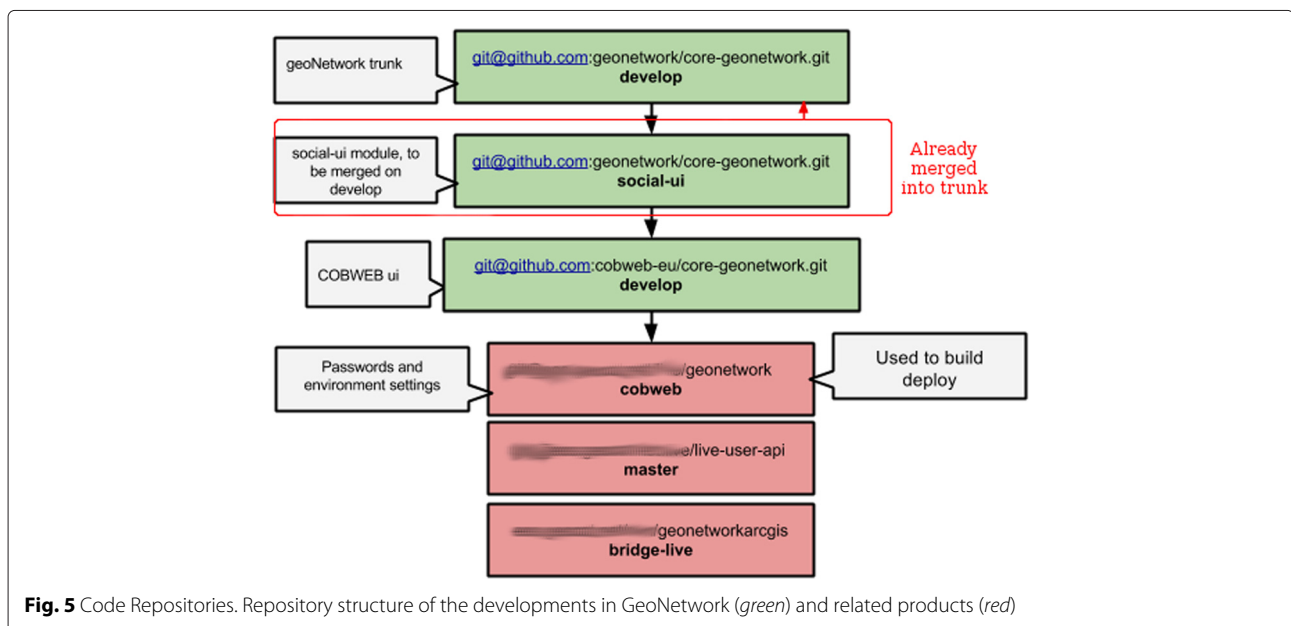 geoNetwork trunk
git@github.com:geonetwork/core-geonetwork.git
develop
social-ui module, to
be merged on
develop
git@github.com:geonetwork/core-geonetwork.git
social-ui
Already
merged
into trunk
COBWEB ui
git@github.com:cobweb-eu/core-geonetwork.git
develop
Passwords and
environment settings
/geonetwork
cobweb
Used to build
deploy
/live-user-api
master
/geonetworkarcgis
bridge-live
Fig. 5 Code Repositories. Repository structure of the developments in GeoNetwork (green) and related products (red)